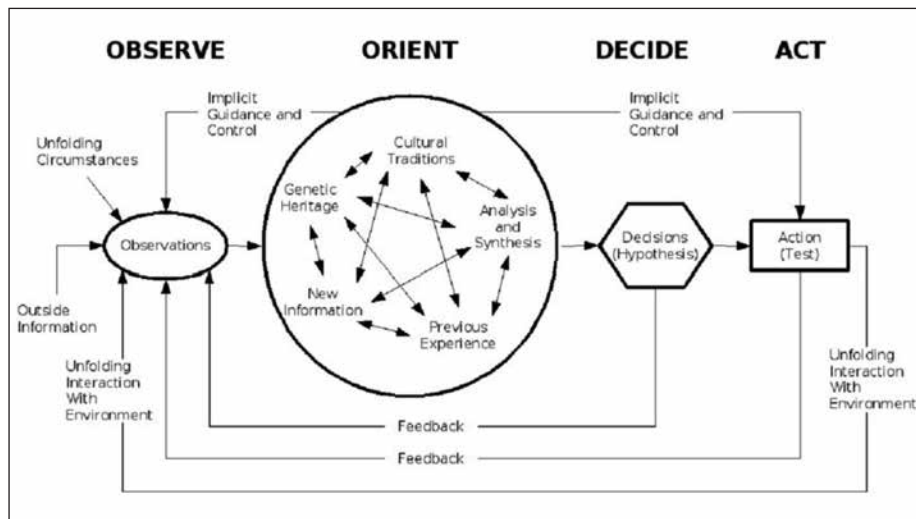 OBSERVE
ORIENT
DECIDE
ACT
Implicit
Guidance and
Control
Implicit
Guidance and
Control
Unfolding
Circumstances
Cultural
Traditions
Genetic
Heritage
Analysis
and
Synthesis
Observations
Decisions
(Hypothesis)
Action
(Test)
New
Information
Previous
Experience
Outside
Information
Unfolding
Interaction
With
Environment
Unfolding
Interaction
With
Environment
Feedback
Feedback